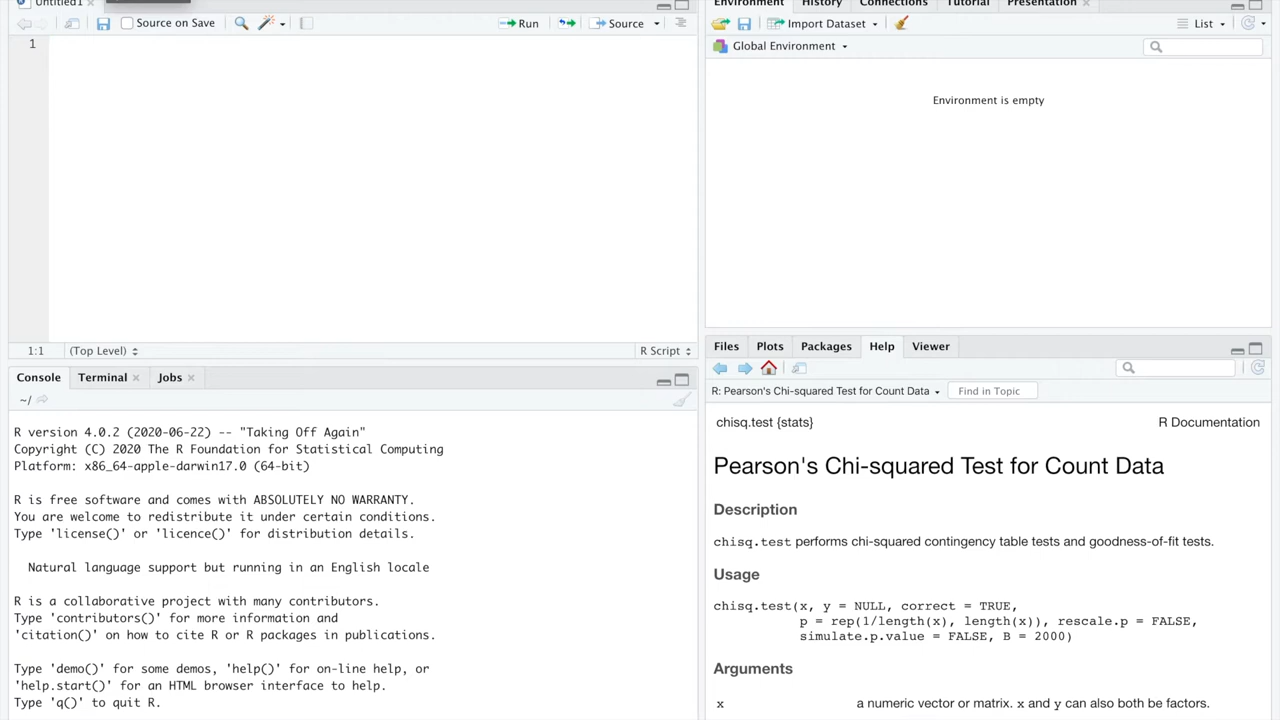 Untitled1
Source on Save
Run
Source
1
1:1
(Top Level)
R Script
Console
Terminal
Jobs
~/
R version 4.0.2 (2020-06-22) -- "Taking Off Again"
Copyright (C) 2020 The R Foundation for Statistical Computing
Platform: x86_64-apple-darwin17.0 (64-bit)
R is free software and comes with ABSOLUTELY NO WARRANTY.
You are welcome to redistribute it under certain conditions.
Type 'license()' or 'licence()' for distribution details.
Natural language support but running in an English locale
R is a collaborative project with many contributors.
Type 'contributors()' for more information and
'citation()' on how to cite R or R packages in publications.
Type 'demo()' for some demos, 'help()' for on-line help, or
'help.start()' for an HTML browser interface to help.
Type 'q()' to quit R.
Environment
History
Connections
Tutorial
Presentation
Import Dataset
List
Global Environment
Environment is empty
Files
Plots
Packages
Help
Viewer
R: Pearson's Chi-squared Test for Count Data
Find in Topic
chisq.test {stats}
R Documentation
Pearson's Chi-squared Test for Count Data
Description
chisq.test performs chi-squared contingency table tests and goodness-of-fit tests.
Usage
chisq.test(x, y = NULL, correct = TRUE,
p = rep(1/length(x), length(x)), rescale.p = FALSE,
simulate.p.value = FALSE, B = 2000)
Arguments
x
a numeric vector or matrix. x and y can also both be factors.